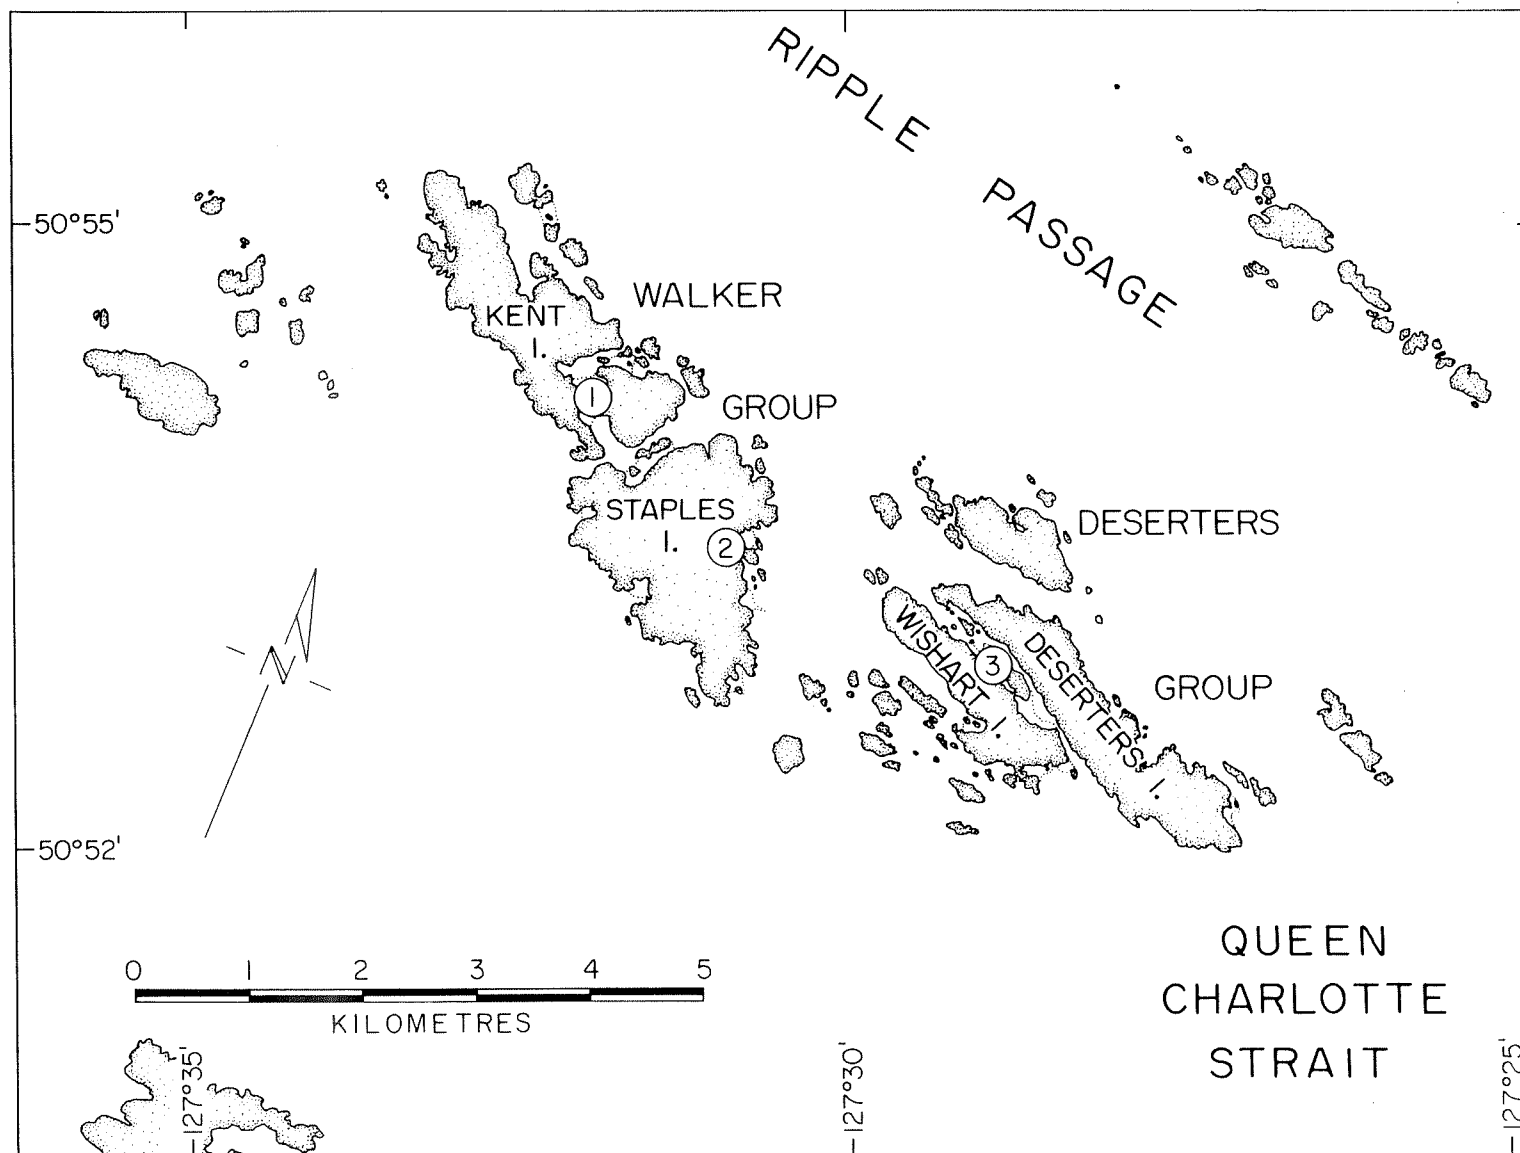 RIPPLE
PASSAGE
50°55'
WALKER
KENT
I.
1
GROUP
STAPLES
I.
2
DESERTERS
WISHART
I.
3
DESERTERS
I.
GROUP
N
50°52'
0 1 2 3 4 5
KILOMETRES
QUEEN
CHARLOTTE
STRAIT
127°35'
127°30'
127°25'